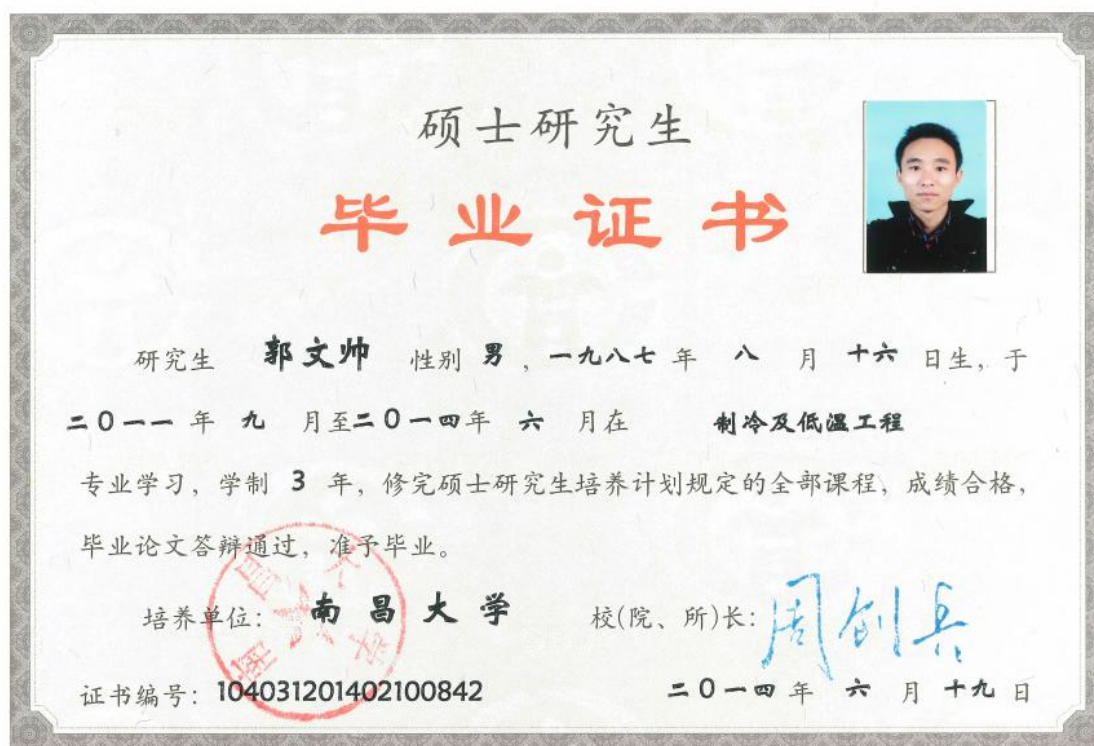 硕士研究生
毕业证书
研究生 郭文帅 性别 男，一九八七 年 八 月 十六 日生，于
二〇一一 年 九 月至二〇一四年 六 月在 制冷及低温工程
专业学习，学制 3 年，修完硕士研究生培养计划规定的全部课程，成绩合格，
毕业论文答辩通过，准予毕业。
培养单位：南昌大学 校(院、所)长：周创兵
南昌大学
证书编号：104031201402100842 二〇一四 年 六 月 十九 日